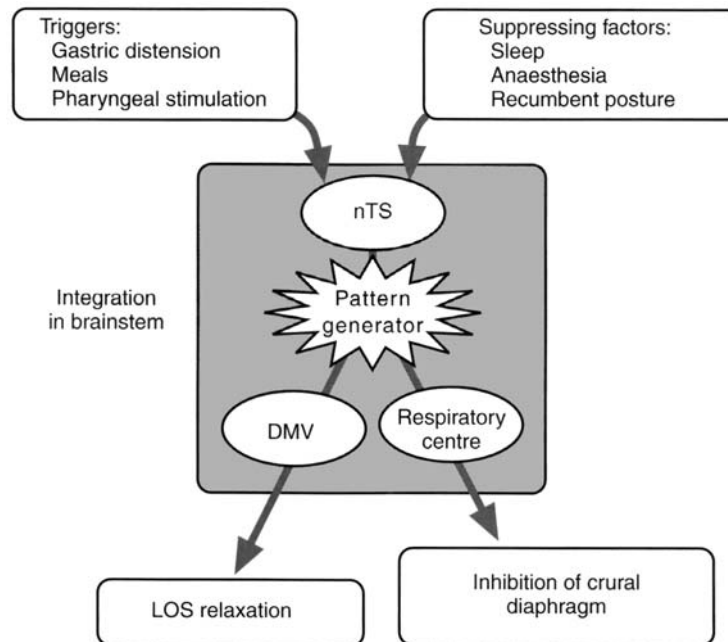 Triggers:
Gastric distension
Meals
Pharyngeal stimulation
Suppressing factors:
Sleep
Anaesthesia
Recumbent posture
nTS
Pattern
generator
Integration
in brainstem
DMV
Respiratory
centre
LOS relaxation
Inhibition of crural
diaphragm